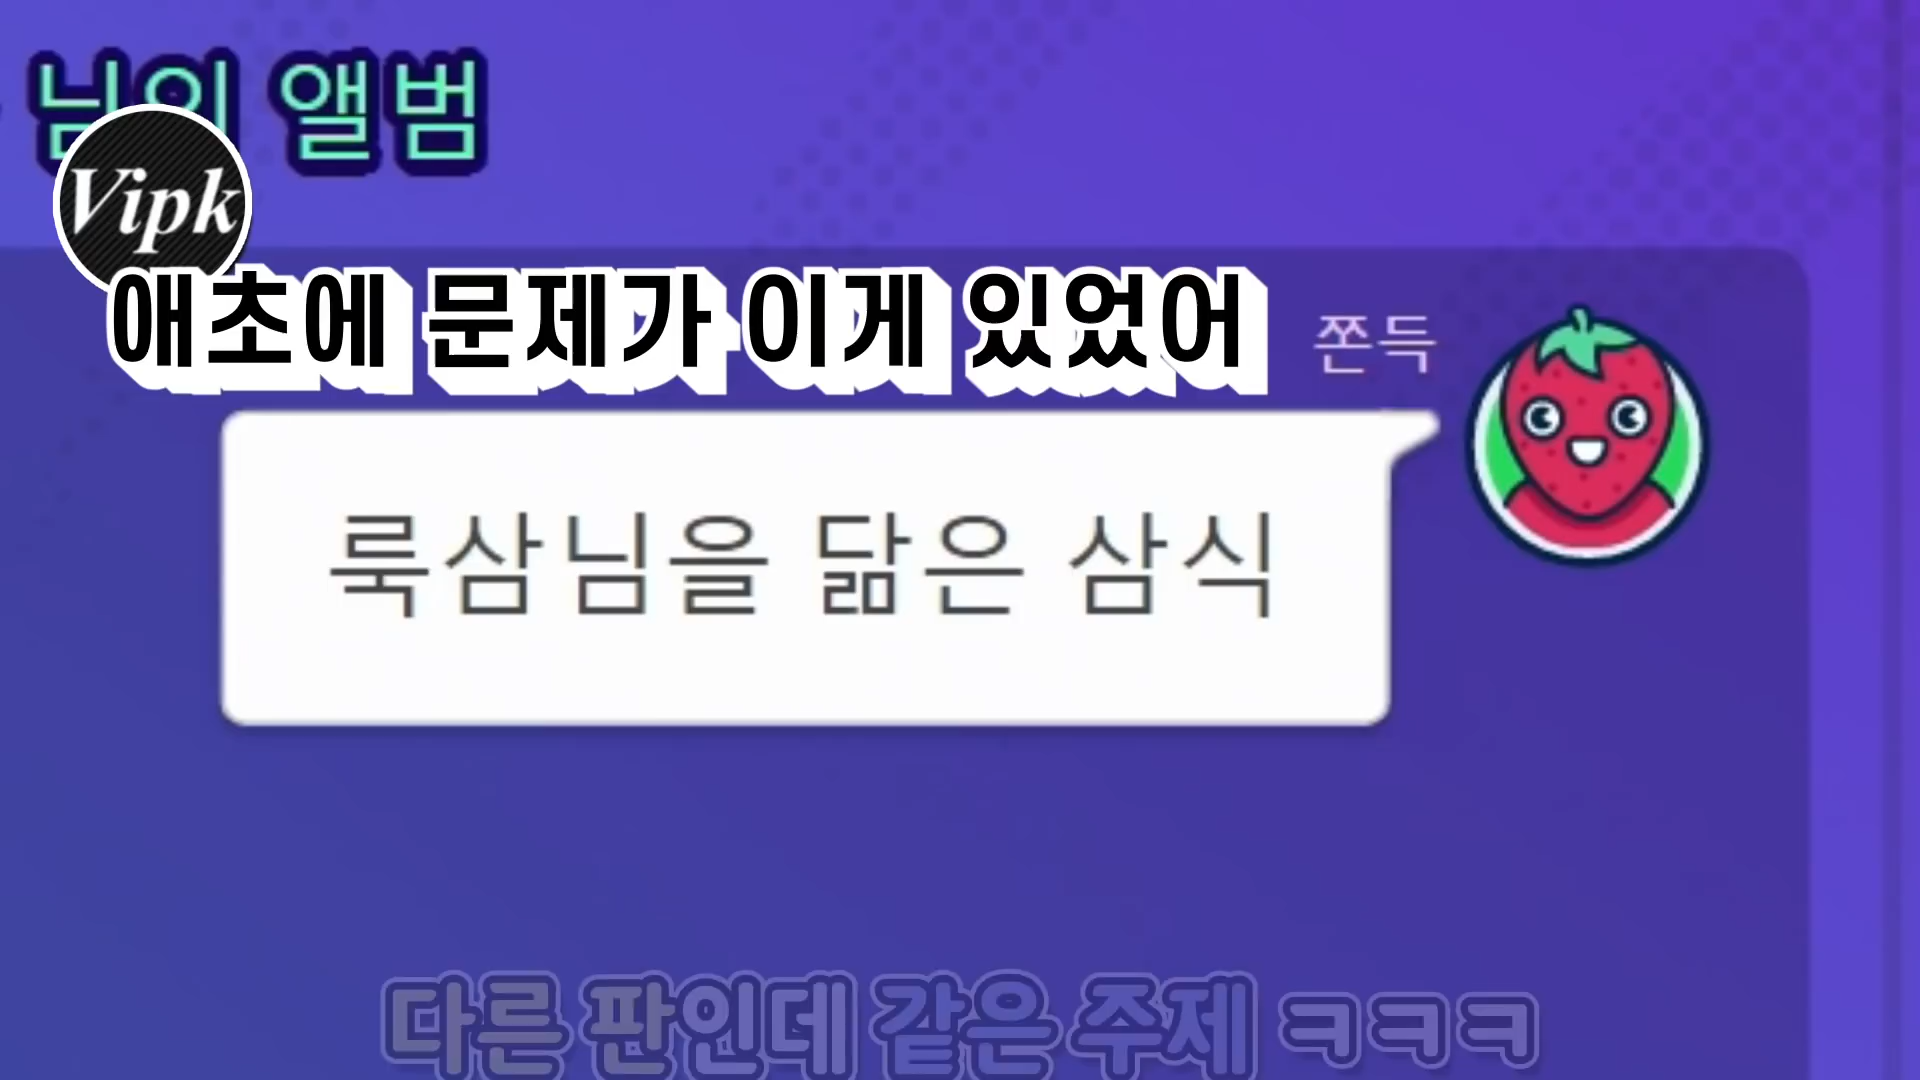 님의 앨범
Vipk
애초에 문제가 이게 있었어
쫀득
룩삼님을 닮은 삼식
다른 판인데 같은 주제 ㅋㅋㅋ